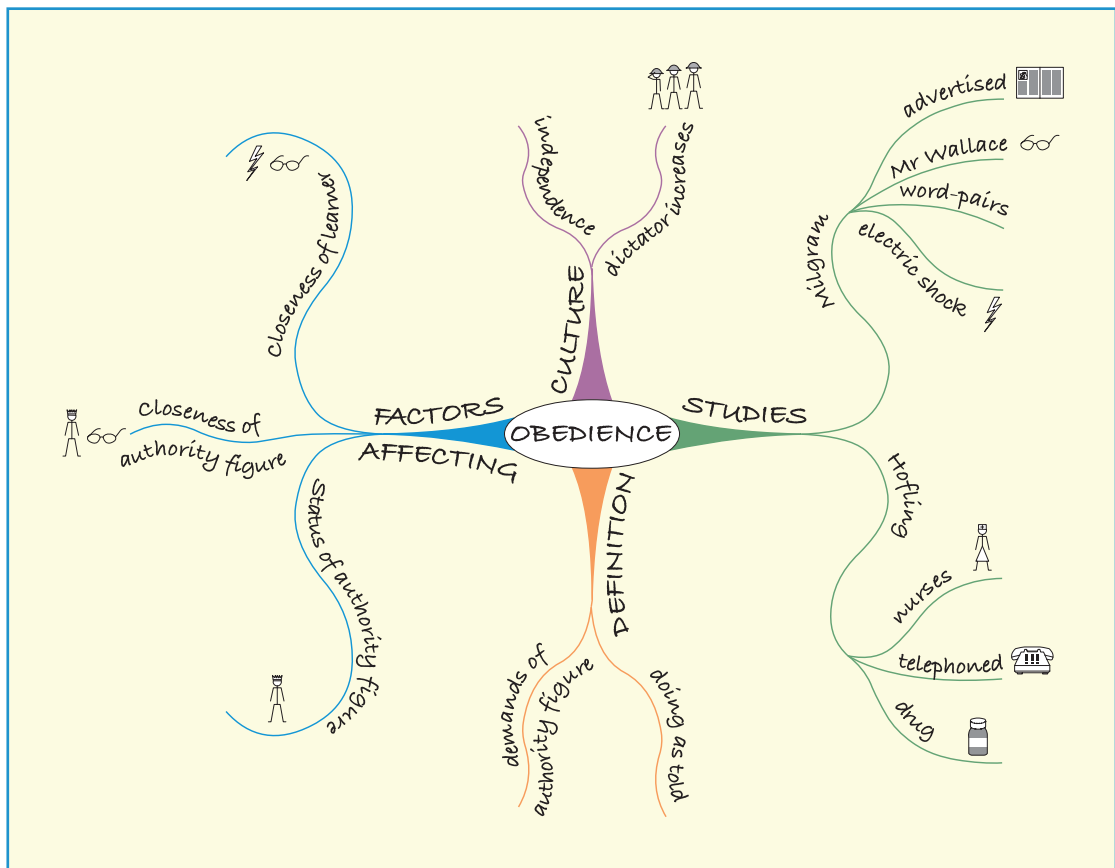 OBEDIENCE
CULTURE
independence
dictator increases
STUDIES
Milgram
advertised
Mr Wallace
word-pairs
electric shock
Hofling
nurses
telephoned
drug
DEFINITION
doing as told
demands of
authority figure
FACTORS
AFFECTING
Status of authority figure
Closeness of
authority figure
Closeness of learner